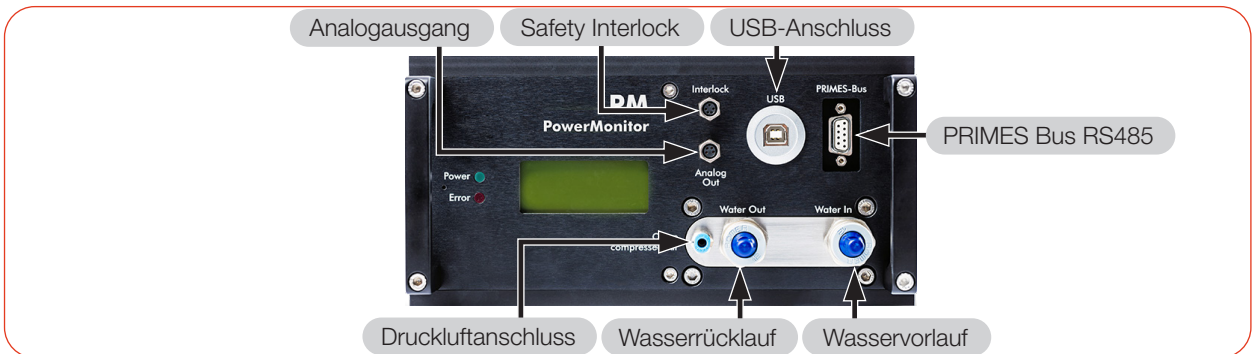 Analogausgang
Safety Interlock
USB-Anschluss
Interlock
USB
PRIMES-Bus
PM
PowerMonitor
PRIMES Bus RS485
Analog
Out
Power
Error
Water Out
Water In
Druckluftanschluss
Wasserrücklauf
Wasservorlauf